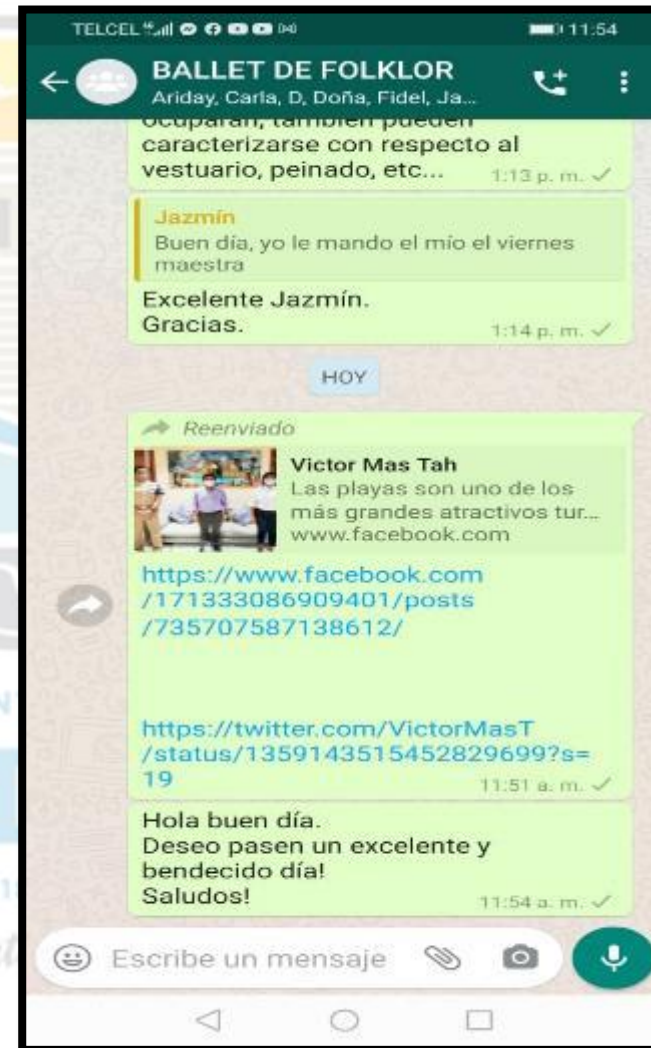 TELCEL 11:54
BALLET DE FOLKLOR
Ariday, Carla, D, Doña, Fidel, Ja...
ocuparán, también pueden
caracterizarse con respecto al
vestuario, peinado, etc... 1:13 p. m.
Jazmín
Buen día, yo le mando el mío el viernes
maestra
Excelente Jazmín.
Gracias. 1:14 p. m.
HOY
Reenviado
Victor Mas Tah
Las playas son uno de los
más grandes atractivos tur...
www.facebook.com
https://www.facebook.com
/171333086909401/posts
/735707587138612/
https://twitter.com/VictorMasT
/status/1359143515452829699?s=
19 11:51 a. m.
Hola buen día.
Deseo pasen un excelente y
bendecido día!
Saludos! 11:54 a. m.
Escribe un mensaje